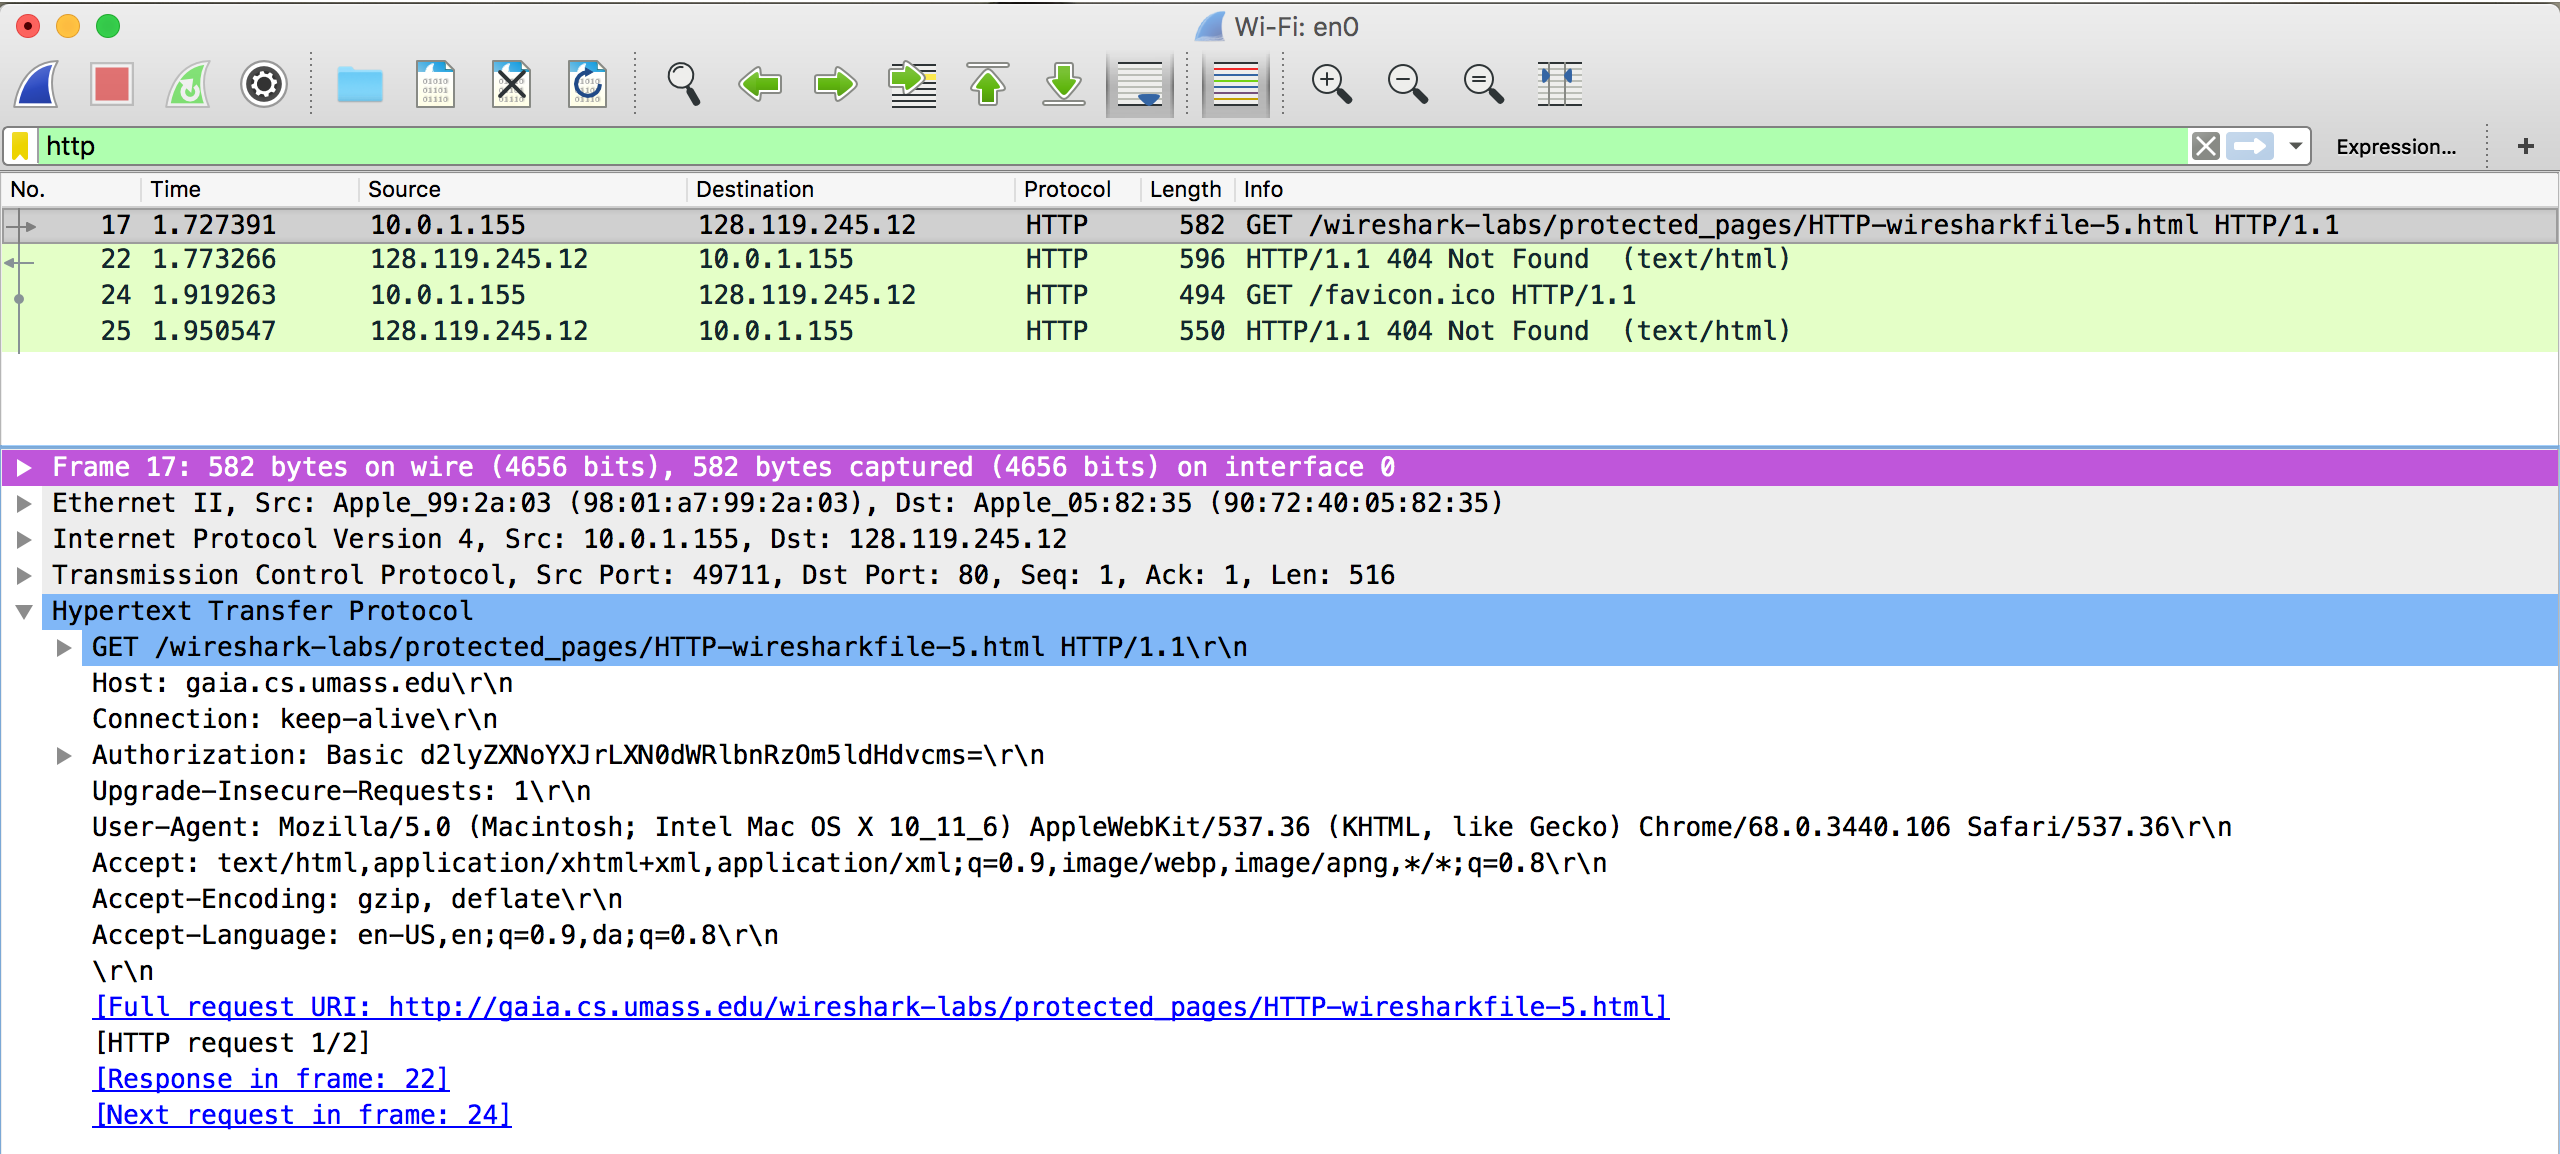 Wi-Fi: en0
http
Expression... +
No. Time Source Destination Protocol Length Info
17 1.727391 10.0.1.155 128.119.245.12 HTTP 582 GET /wireshark-labs/protected_pages/HTTP-wiresharkfile-5.html HTTP/1.1
22 1.773266 128.119.245.12 10.0.1.155 HTTP 596 HTTP/1.1 404 Not Found (text/html)
24 1.919263 10.0.1.155 128.119.245.12 HTTP 494 GET /favicon.ico HTTP/1.1
25 1.950547 128.119.245.12 10.0.1.155 HTTP 550 HTTP/1.1 404 Not Found (text/html)
Frame 17: 582 bytes on wire (4656 bits), 582 bytes captured (4656 bits) on interface 0
Ethernet II, Src: Apple_99:2a:03 (98:01:a7:99:2a:03), Dst: Apple_05:82:35 (90:72:40:05:82:35)
Internet Protocol Version 4, Src: 10.0.1.155, Dst: 128.119.245.12
Transmission Control Protocol, Src Port: 49711, Dst Port: 80, Seq: 1, Ack: 1, Len: 516
Hypertext Transfer Protocol
GET /wireshark-labs/protected_pages/HTTP-wiresharkfile-5.html HTTP/1.1\r\n
Host: gaia.cs.umass.edu\r\n
Connection: keep-alive\r\n
Authorization: Basic d2lyZXNoYXJrLXN0dWRlbnRzOm5ldHdvcms=\r\n
Upgrade-Insecure-Requests: 1\r\n
User-Agent: Mozilla/5.0 (Macintosh; Intel Mac OS X 10_11_6) AppleWebKit/537.36 (KHTML, like Gecko) Chrome/68.0.3440.106 Safari/537.36\r\n
Accept: text/html,application/xhtml+xml,application/xml;q=0.9,image/webp,image/apng,*/*;q=0.8\r\n
Accept-Encoding: gzip, deflate\r\n
Accept-Language: en-US,en;q=0.9,da;q=0.8\r\n
\r\n
[Full request URI: http://gaia.cs.umass.edu/wireshark-labs/protected_pages/HTTP-wiresharkfile-5.html]
[HTTP request 1/2]
[Response in frame: 22]
[Next request in frame: 24]